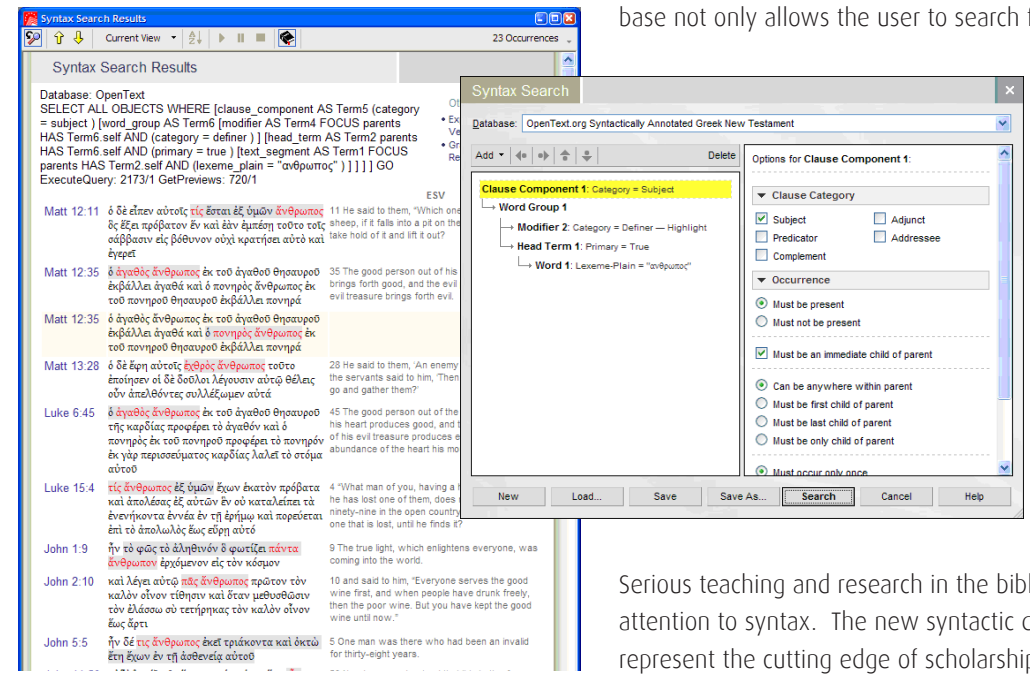 Syntax Search Results
Current View
23 Occurrences
Syntax Search Results
Database: OpenText
SELECT ALL OBJECTS WHERE [clause_component AS Term5 (category
= subject ) [word_group AS Term6 [modifier AS Term4 FOCUS parents
HAS Term6.self AND (category = definer ) ] [head_term AS Term2 parents
HAS Term6.self AND (primary = true ) [text_segment AS Term1 FOCUS
parents HAS Term2.self AND (lexeme_plain = "ανθρωπος" ) ] ] ] ] GO
ExecuteQuery: 2173/1 GetPreviews: 720/1
ESV
Matt 12:11 ὁ δὲ εἶπεν αὐτοῖς τίς ἔσται ἐξ ὑμῶν ἄνθρωπος
ὃς ἕξει πρόβατον ἓν καὶ ἐὰν ἐμπέσῃ τοῦτο τοῖς
σάββασιν εἰς βόθυνον οὐχὶ κρατήσει αὐτὸ καὶ
ἐγερεῖ
11 He said to them, "Which one
sheep, if it falls into a pit on the
take hold of it and lift it out?
Matt 12:35 ὁ ἀγαθὸς ἄνθρωπος ἐκ τοῦ ἀγαθοῦ θησαυροῦ
ἐκβάλλει ἀγαθά καὶ ὁ πονηρὸς ἄνθρωπος ἐκ
τοῦ πονηροῦ θησαυροῦ ἐκβάλλει πονηρά
35 The good person out of his
brings forth good, and the evil
evil treasure brings forth evil.
Matt 12:35 ὁ ἀγαθὸς ἄνθρωπος ἐκ τοῦ ἀγαθοῦ θησαυροῦ
ἐκβάλλει ἀγαθά καὶ ὁ πονηρὸς ἄνθρωπος ἐκ
τοῦ πονηροῦ θησαυροῦ ἐκβάλλει πονηρά
Matt 13:28 ὁ δὲ ἔφη αὐτοῖς ἐχθρὸς ἄνθρωπος τοῦτο
ἐποίησεν οἱ δὲ δοῦλοι λέγουσιν αὐτῷ θέλεις
οὖν ἀπελθόντες συλλέξωμεν αὐτά
28 He said to them, 'An enemy
the servants said to him, 'Then
go and gather them?'
Luke 6:45 ὁ ἀγαθὸς ἄνθρωπος ἐκ τοῦ ἀγαθοῦ θησαυροῦ
τῆς καρδίας προφέρει τὸ ἀγαθόν καὶ ὁ
πονηρὸς ἐκ τοῦ πονηροῦ προφέρει τὸ πονηρόν
ἐκ γὰρ περισσεύματος καρδίας λαλεῖ τὸ στόμα
αὐτοῦ
45 The good person out of the
his heart produces good, and t
of his evil treasure produces e
abundance of the heart his mo
Luke 15:4 τίς ἄνθρωπος ἐξ ὑμῶν ἔχων ἑκατὸν πρόβατα
καὶ ἀπολέσας ἐξ αὐτῶν ἓν οὐ καταλείπει τὰ
ἐνενήκοντα ἐννέα ἐν τῇ ἐρήμῳ καὶ πορεύεται
ἐπὶ τὸ ἀπολωλὸς ἕως εὕρῃ αὐτό
4 "What man of you, having a
he has lost one of them, does
ninety-nine in the open country
one that is lost, until he finds it?
John 1:9 ἦν τὸ φῶς τὸ ἀληθινόν ὃ φωτίζει πάντα
ἄνθρωπον ἐρχόμενον εἰς τὸν κόσμον
9 The true light, which enlightens everyone, was
coming into the world.
John 2:10 καὶ λέγει αὐτῷ πᾶς ἄνθρωπος πρῶτον τὸν
καλὸν οἶνον τίθησιν καὶ ὅταν μεθυσθῶσιν
τὸν ἐλάσσω σὺ τετήρηκας τὸν καλὸν οἶνον
ἕως ἄρτι
10 and said to him, "Everyone serves the good
wine first, and when people have drunk freely,
then the poor wine. But you have kept the good
wine until now."
John 5:5 ἦν δέ τις ἄνθρωπος ἐκεῖ τριάκοντα καὶ ὀκτὼ
ἔτη ἔχων ἐν τῇ ἀσθενείᾳ αὐτοῦ
5 One man was there who had been an invalid
for thirty-eight years.
base not only allows the user to search f
Syntax Search
Database: OpenText.org Syntactically Annotated Greek New Testament
Add
Delete
Clause Component 1: Category = Subject
Word Group 1
Modifier 2: Category = Definer — Highlight
Head Term 1: Primary = True
Word 1: Lexeme-Plain = "ανθρωπος"
Options for Clause Component 1:
Clause Category
Subject Adjunct
Predicator Addressee
Complement
Occurrence
Must be present
Must not be present
Must be an immediate child of parent
Can be anywhere within parent
Must be first child of parent
Must be last child of parent
Must be only child of parent
Must occur only once
New Load... Save Save As... Search Cancel Help
Serious teaching and research in the bibl
attention to syntax. The new syntactic d
represent the cutting edge of scholarship